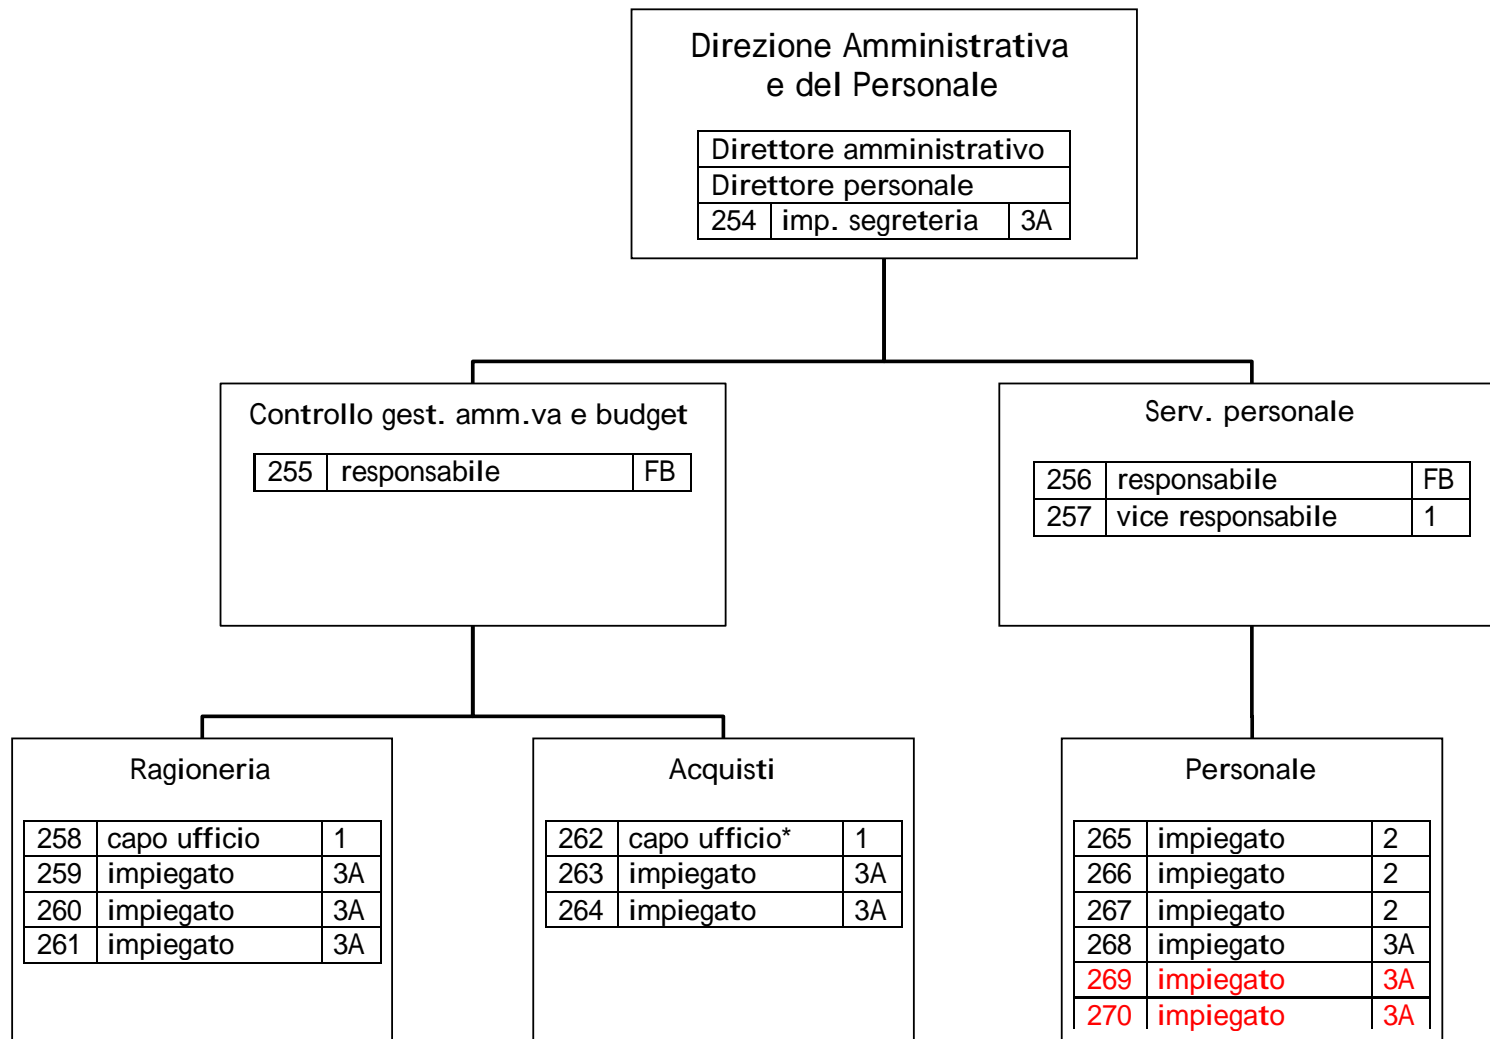 Direzione Amministrativa
e del Personale
Direttore amministrativo
Direttore personale
254 imp. segreteria 3A
Controllo gest. amm.va e budget
255 responsabile FB
Serv. personale
256 responsabile FB
257 vice responsabile 1
Ragioneria
258 capo ufficio 1
259 impiegato 3A
260 impiegato 3A
261 impiegato 3A
Acquisti
262 capo ufficio* 1
263 impiegato 3A
264 impiegato 3A
Personale
265 impiegato 2
266 impiegato 2
267 impiegato 2
268 impiegato 3A
269 impiegato 3A
270 impiegato 3A